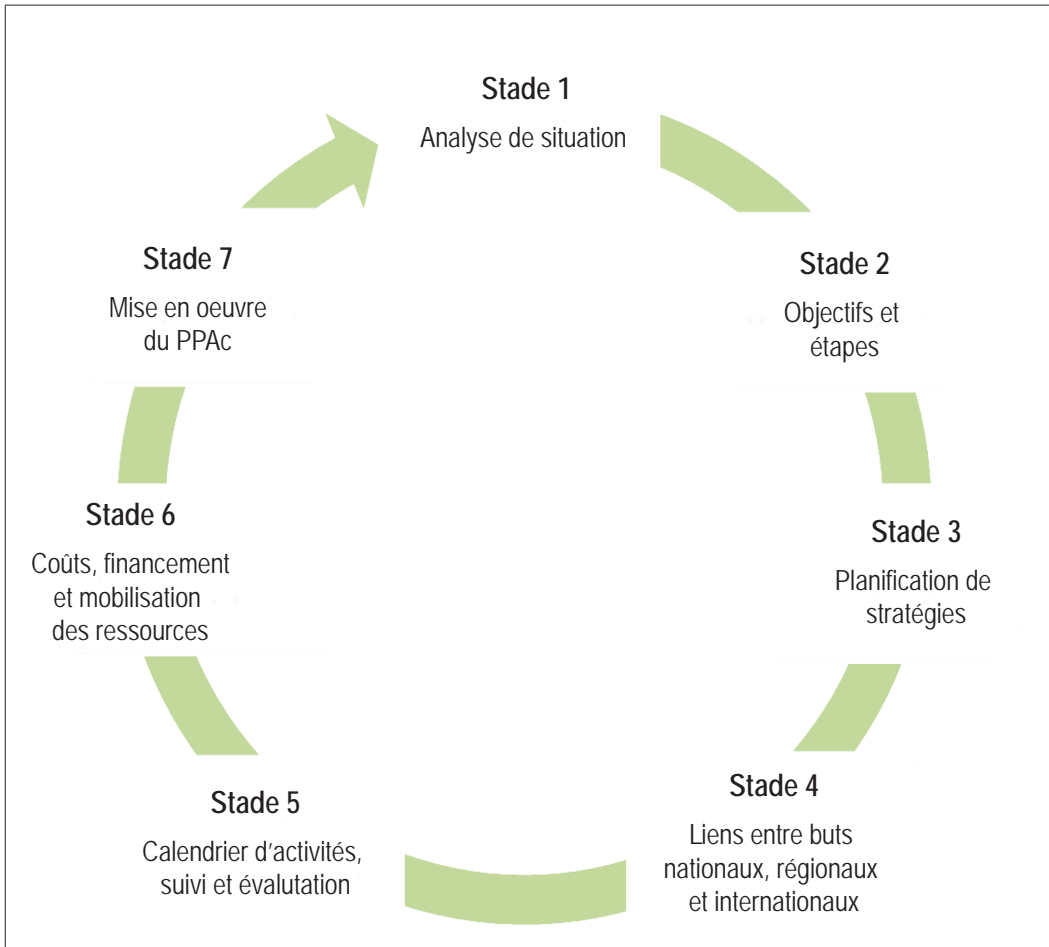 Stade 1
Analyse de situation
Stade 2
Objectifs et
étapes
Stade 3
Planification de
stratégies
Stade 4
Liens entre buts
nationaux, régionaux
et internationaux
Stade 5
Calendrier d’activités,
suivi et évalutation
Stade 6
Coûts, financement
et mobilisation
des ressources
Stade 7
Mise en oeuvre
du PPAc